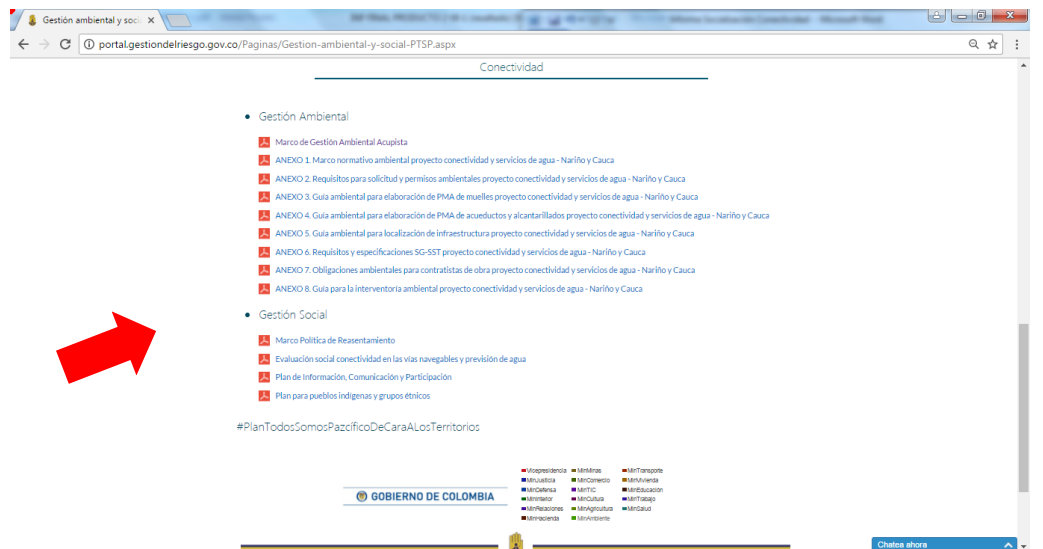 Gestión ambiental y soci
portal.gestiondelriesgo.gov.co/Paginas/Gestion-ambiental-y-social-PTSP.aspx
Conectividad
Gestión Ambiental
Marco de Gestión Ambiental Acupista
ANEXO 1. Marco normativo ambiental proyecto conectividad y servicios de agua - Nariño y Cauca
ANEXO 2. Requisitos para solicitud y permisos ambientales proyecto conectividad y servicios de agua - Nariño y Cauca
ANEXO 3. Guia ambiental para elaboración de PMA de muelles proyecto conectividad y servicios de agua - Nariño y Cauca
ANEXO 4. Guia ambiental para elaboración de PMA de acueductos y alcantarillados proyecto conectividad y servicios de agua - Nariño y Cauca
ANEXO 5. Guia ambiental para localización de infraestructura proyecto conectividad y servicios de agua - Nariño y Cauca
ANEXO 6. Requisitos y especificaciones SG-SST proyecto conectividad y servicios de agua - Nariño y Cauca
ANEXO 7. Obligaciones ambientales para contratistas de obra proyecto conectividad y servicios de agua - Nariño y Cauca
ANEXO 8. Guia para la interventoria ambiental proyecto conectividad y servicios de agua - Nariño y Cauca
Gestión Social
Marco Política de Reasentamiento
Evaluación social conectividad en las vías navegables y previsión de agua
Plan de Información, Comunicación y Participación
Plan para pueblos indígenas y grupos étnicos
#PlanTodosSomosPazcíficoDeCaraALosTerritorios
Vicepresidencia MinMinas MinTransporte
MinJusticia MinComercio MinVivienda
MinDefensa MinTIC MinEducación
MinInterior MinCultura MinTrabajo
MinRelaciones MinAgricultura MinSalud
MinHacienda MinAmbiente
GOBIERNO DE COLOMBIA
Chatea ahora